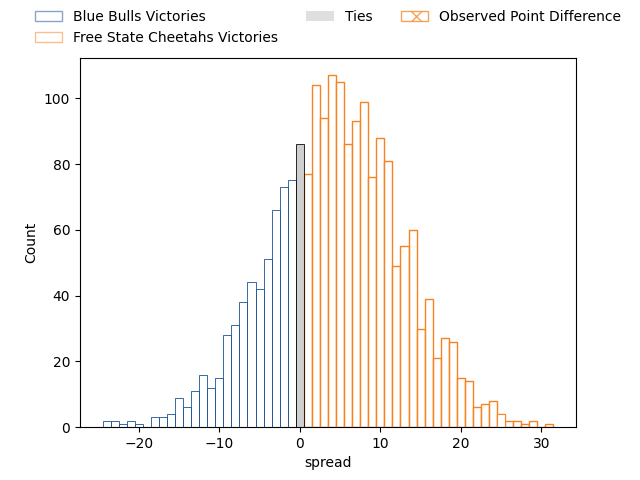 Blue Bulls Victories
Free State Cheetahs Victories
Ties
Observed Point Difference
Count
100
80
60
40
20
0
−20
−10
0
10
20
30
spread